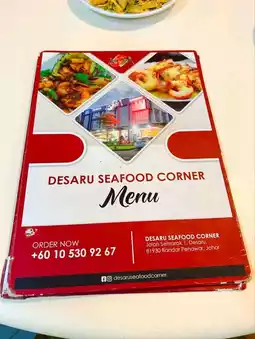 DESARU SEAFOOD CORNER
Menu
ORDER NOW
+60 10 530 92 67
DESARU SEAFOOD CORNER
Jalan Semarak 1, Desaru,
81930 Bandar Penawar, Johor
desaruseafoodcorner